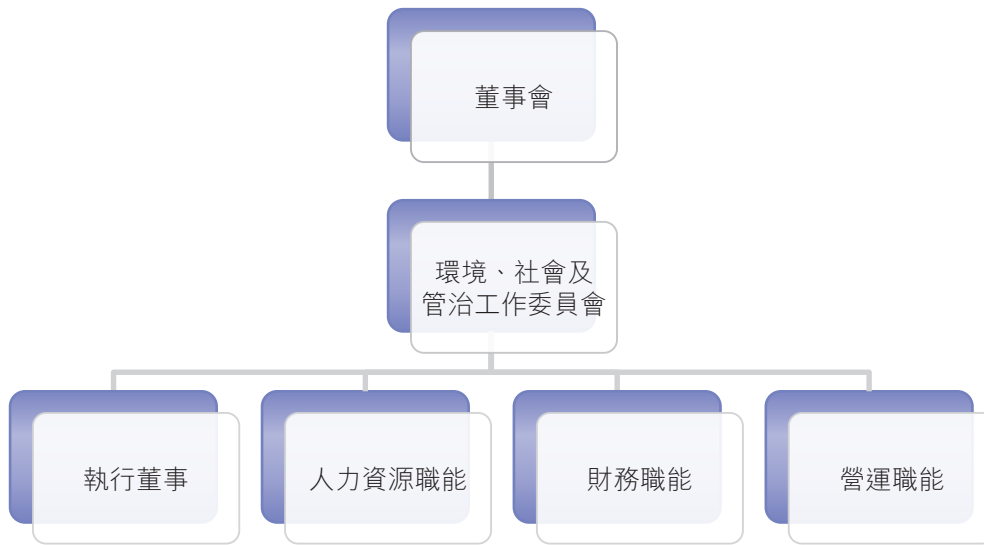 董事會
環境、社會及
管治工作委員會
執行董事
人力資源職能
財務職能
營運職能